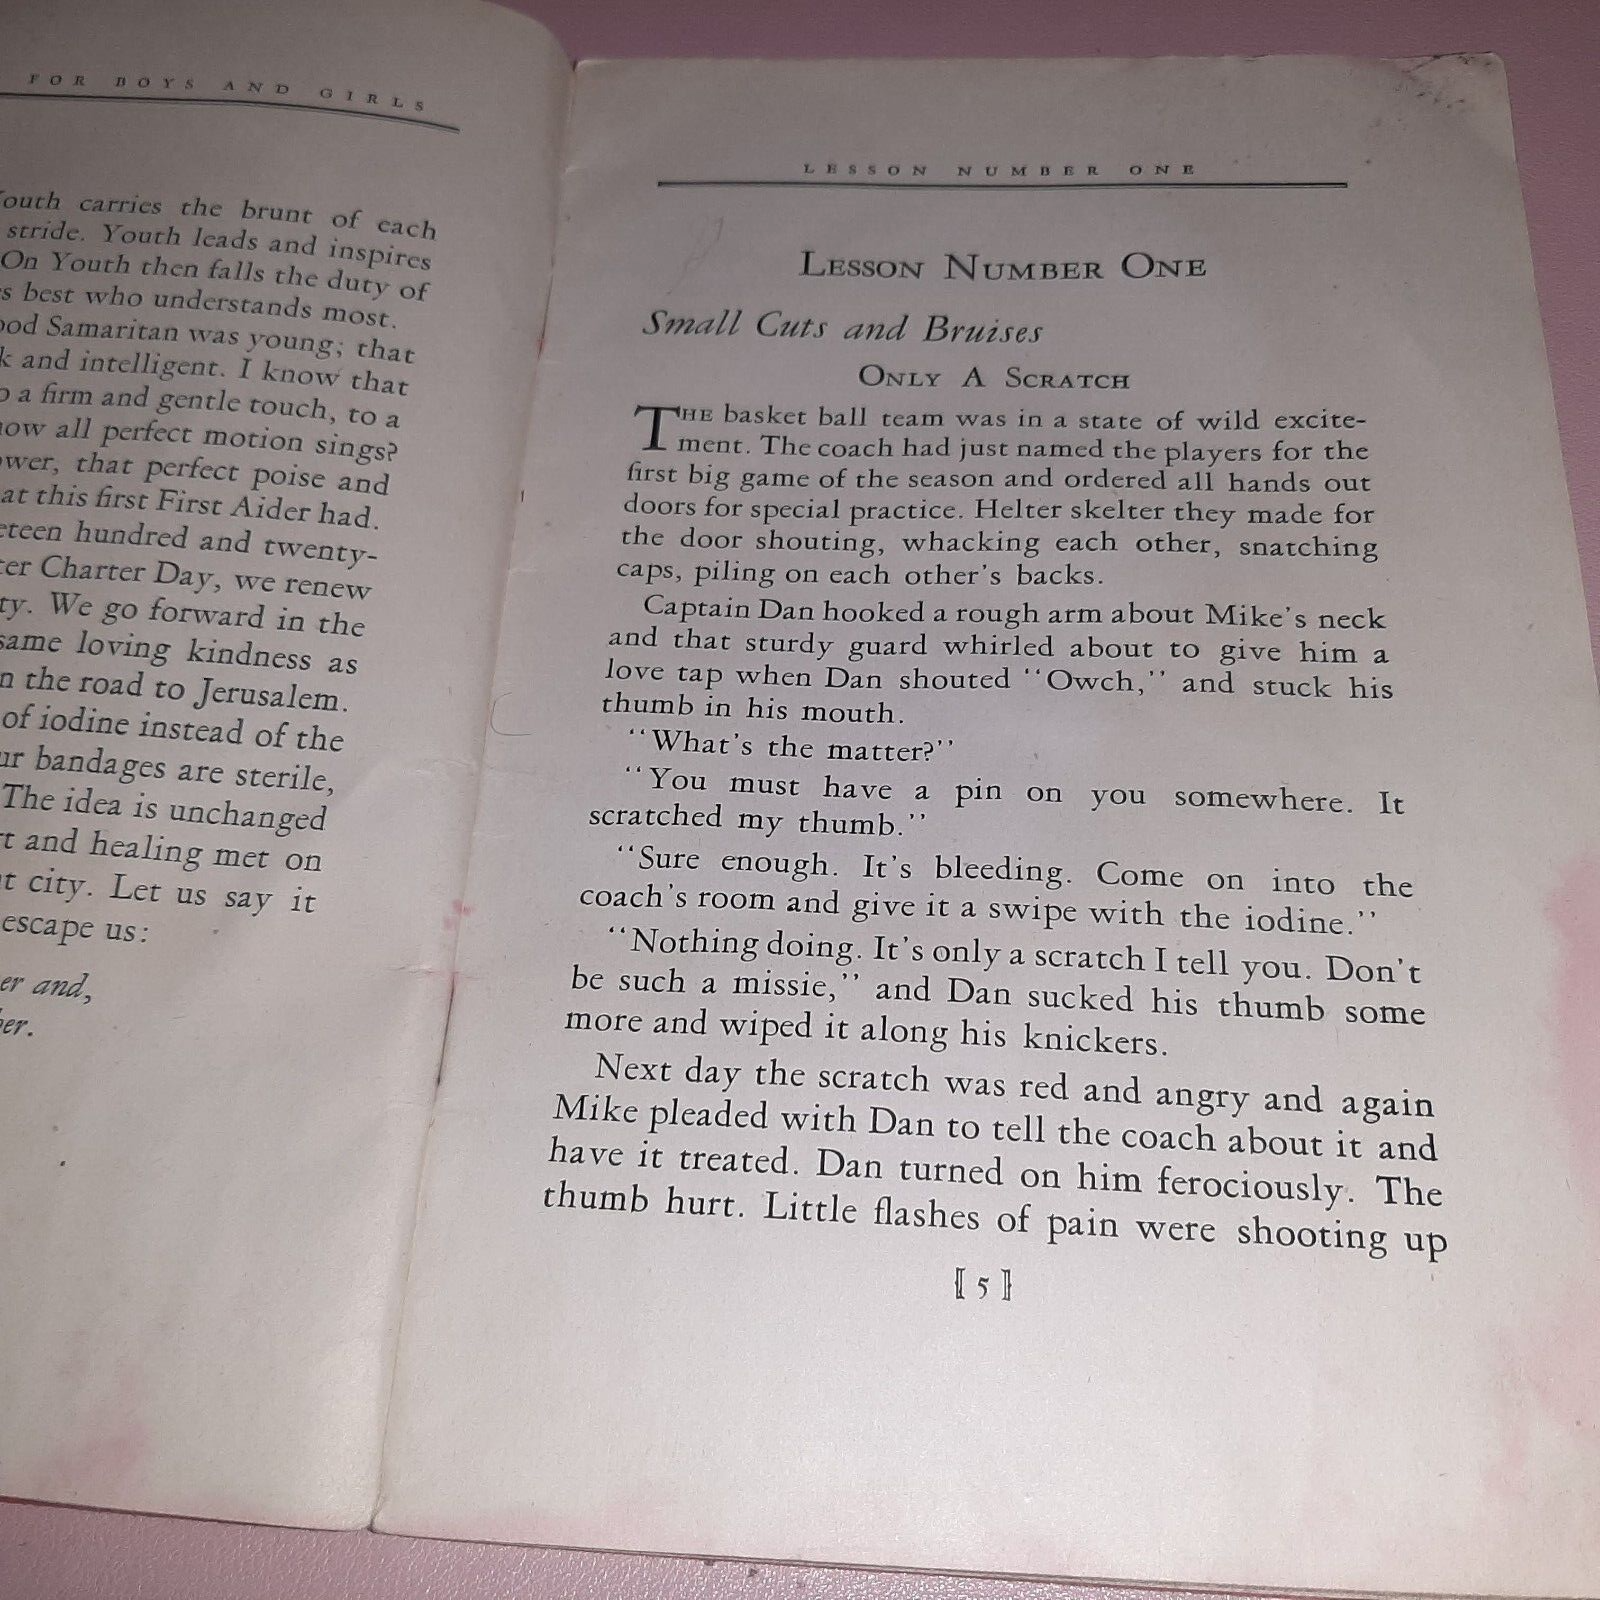 FOR BOYS AND GIRLS
outh carries the brunt of each
stride. Youth leads and inspires
On Youth then falls the duty of
s best who understands most.
ood Samaritan was young; that
k and intelligent. I know that
o a firm and gentle touch, to a
how all perfect motion sings?
ower, that perfect poise and
at this first First Aider had.
eteen hundred and twenty-
ter Charter Day, we renew
ty. We go forward in the
same loving kindness as
n the road to Jerusalem.
of iodine instead of the
ur bandages are sterile,
The idea is unchanged
rt and healing met on
t city. Let us say it
escape us:
er and,
her.
LESSON NUMBER ONE
LESSON NUMBER ONE
Small Cuts and Bruises
ONLY A SCRATCH
THE basket ball team was in a state of wild excite-
ment. The coach had just named the players for the
first big game of the season and ordered all hands out
doors for special practice. Helter skelter they made for
the door shouting, whacking each other, snatching
caps, piling on each other's backs.
Captain Dan hooked a rough arm about Mike's neck
and that sturdy guard whirled about to give him a
love tap when Dan shouted "Owch," and stuck his
thumb in his mouth.
"What's the matter?"
"You must have a pin on you somewhere. It
scratched my thumb."
"Sure enough. It's bleeding. Come on into the
coach's room and give it a swipe with the iodine."
"Nothing doing. It's only a scratch I tell you. Don't
be such a missie," and Dan sucked his thumb some
more and wiped it along his knickers.
Next day the scratch was red and angry and again
Mike pleaded with Dan to tell the coach about it and
have it treated. Dan turned on him ferociously. The
thumb hurt. Little flashes of pain were shooting up
⟦ 5 ⟧